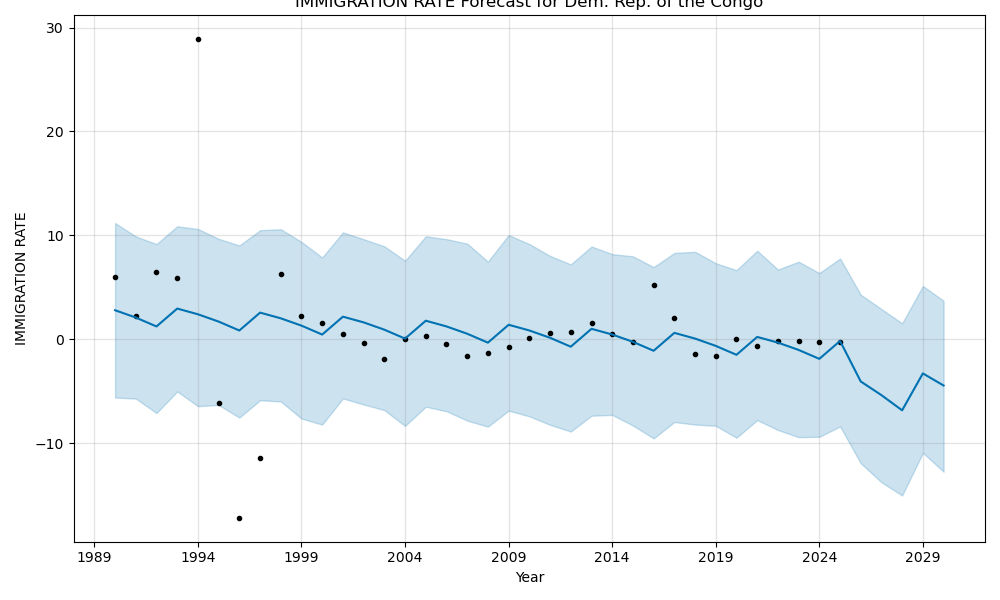 IMMIGRATION RATE Forecast for Dem. Rep. of the Congo
30
20
10
0
−10
IMMIGRATION RATE
1989 1994 1999 2004 2009 2014 2019 2024 2029
Year